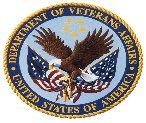 DEPARTMENT OF VETERANS AFFAIRS
UNITED STATES OF AMERICA